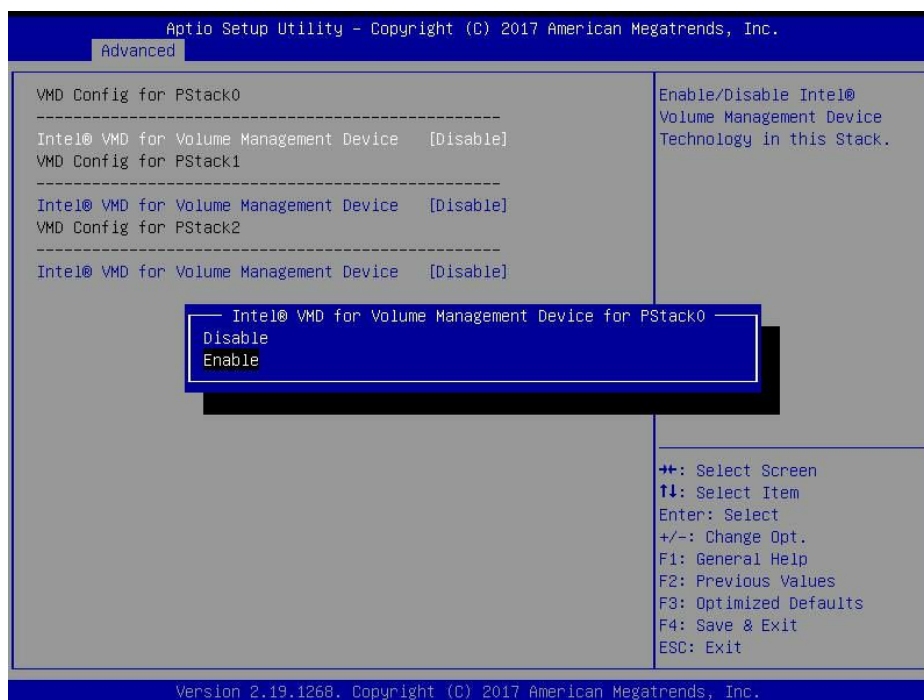 Aptio Setup Utility – Copyright (C) 2017 American Megatrends, Inc.
Advanced
VMD Config for PStack0
--------------------------------------------------
Intel® VMD for Volume Management Device [Disable]
VMD Config for PStack1
--------------------------------------------------
Intel® VMD for Volume Management Device [Disable]
VMD Config for PStack2
--------------------------------------------------
Intel® VMD for Volume Management Device [Disable]
Intel® VMD for Volume Management Device for PStack0
Disable
Enable
Enable/Disable Intel®
Volume Management Device
Technology in this Stack.
→←: Select Screen
↑↓: Select Item
Enter: Select
+/-: Change Opt.
F1: General Help
F2: Previous Values
F3: Optimized Defaults
F4: Save & Exit
ESC: Exit
Version 2.19.1268. Copyright (C) 2017 American Megatrends, Inc.